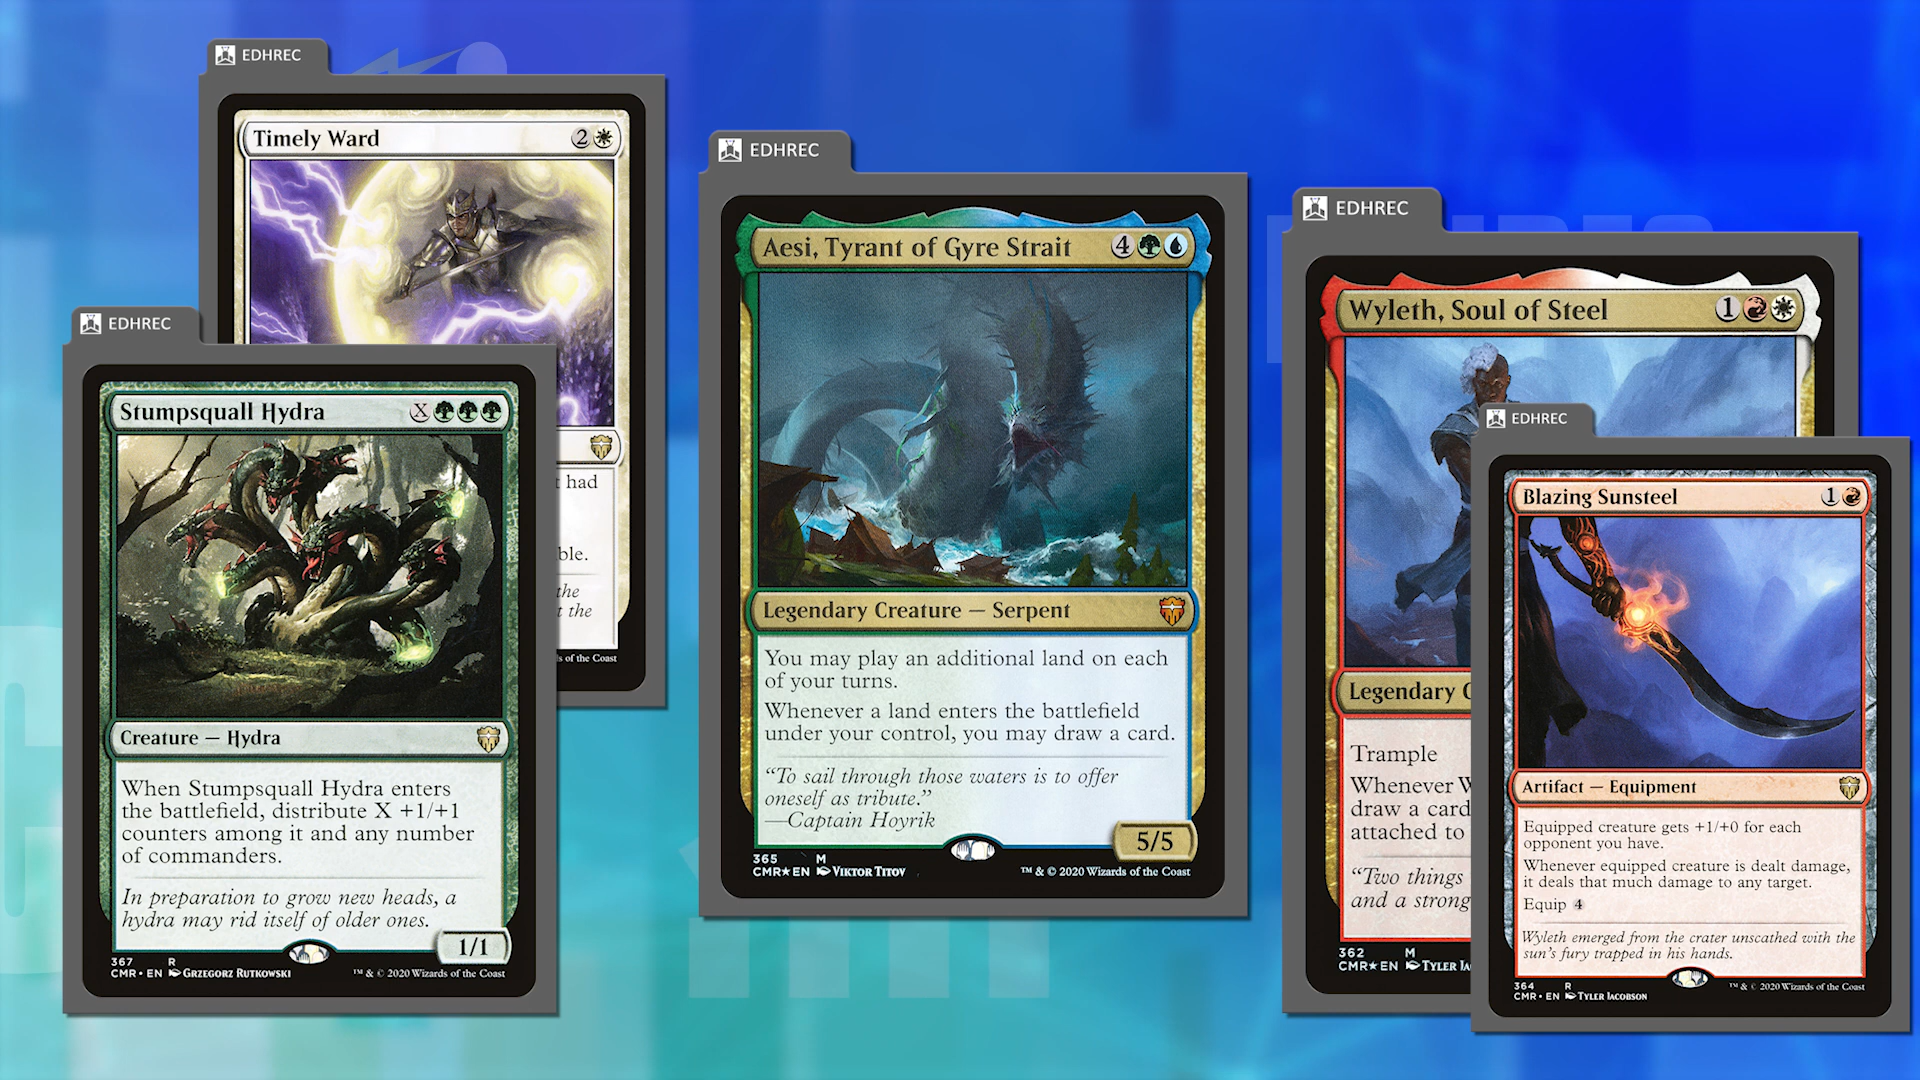 EDHREC
Timely Ward
2
t had
ble.
the
t the
s of the Coast
EDHREC
Stumpsquall Hydra
X
Creature — Hydra
When Stumpsquall Hydra enters
the battlefield, distribute X +1/+1
counters among it and any number
of commanders.
In preparation to grow new heads, a
hydra may rid itself of older ones.
1/1
367 R
CMR • EN Grzegorz Rutkowski
™ & © 2020 Wizards of the Coast
EDHREC
Aesi, Tyrant of Gyre Strait
4
Legendary Creature — Serpent
You may play an additional land on each
of your turns.
Whenever a land enters the battlefield
under your control, you may draw a card.
“To sail through those waters is to offer
oneself as tribute.”
—Captain Hoyrik
5/5
365 M
CMR★EN Viktor Titov
™ & © 2020 Wizards of the Coast
EDHREC
Wyleth, Soul of Steel
1
Legendary C
Trample
Whenever W
draw a card
attached to
“Two things
and a strong
362 M
CMR★EN Tyler Ja
EDHREC
Blazing Sunsteel
1
Artifact — Equipment
Equipped creature gets +1/+0 for each
opponent you have.
Whenever equipped creature is dealt damage,
it deals that much damage to any target.
Equip 4
Wyleth emerged from the crater unscathed with the
sun’s fury trapped in his hands.
364 R
CMR • EN Tyler Jacobson
™ & © 2020 Wizards of the Coast